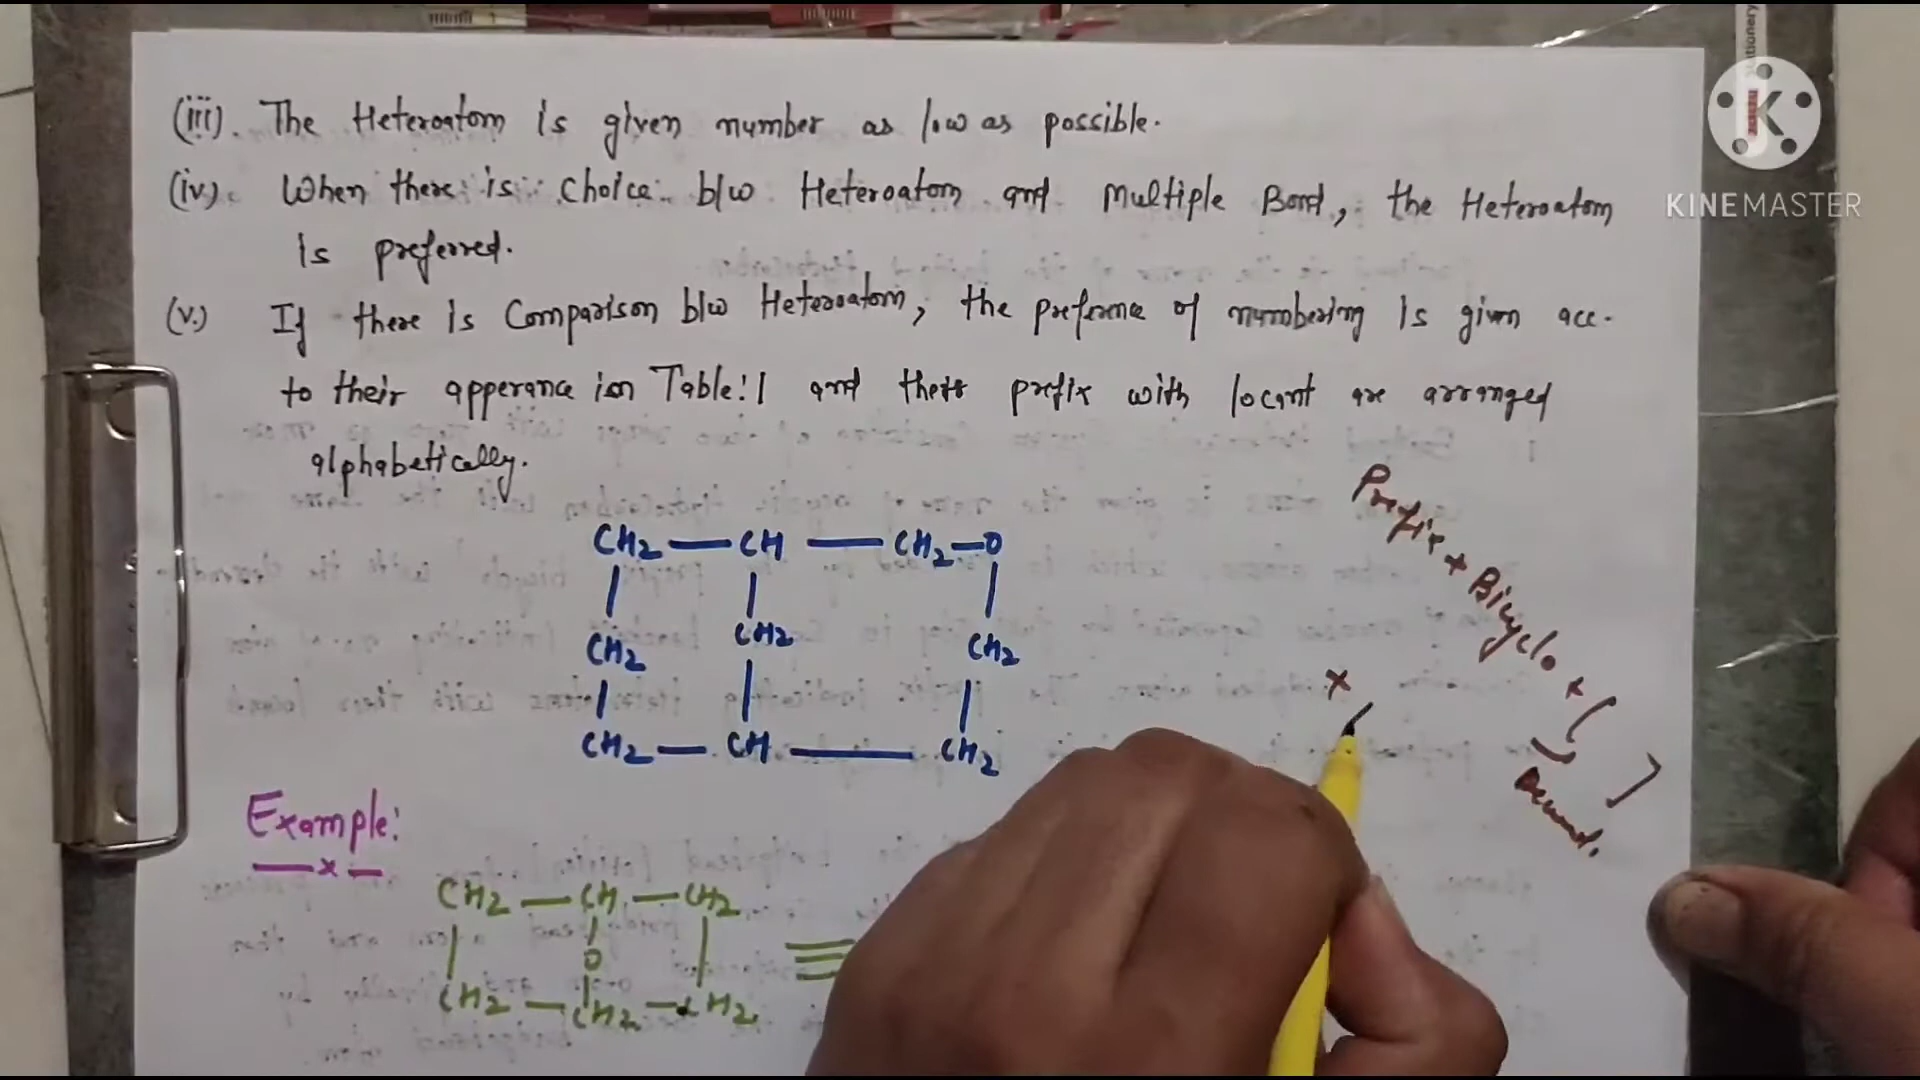 (iii). The Heteroatom is given number as low as possible.
(iv). When there is choice b/w Heteroatom and Multiple Bond, the Heteroatom
is preferred.
(v.) If there is Comparison b/w Heteroatom, the preference of numbering is given acc.
to their apperance in Table:1 and their prefix with locant are arranged
alphabetically.
CH2 — CH — CH2 — O
CH2 CH2 CH2
CH2 — CH — CH2
Prefix + Bicyclo + [ ]
x
Example:
— x —
CH2 — CH — CH2
O
CH2 — CH2 — CH2
KINEMASTER